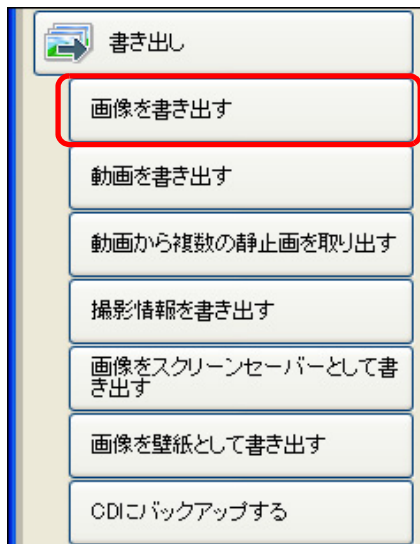 書き出し
画像を書き出す
動画を書き出す
動画から複数の静止画を取り出す
撮影情報を書き出す
画像をスクリーンセーバーとして書
き出す
画像を壁紙として書き出す
CDにバックアップする